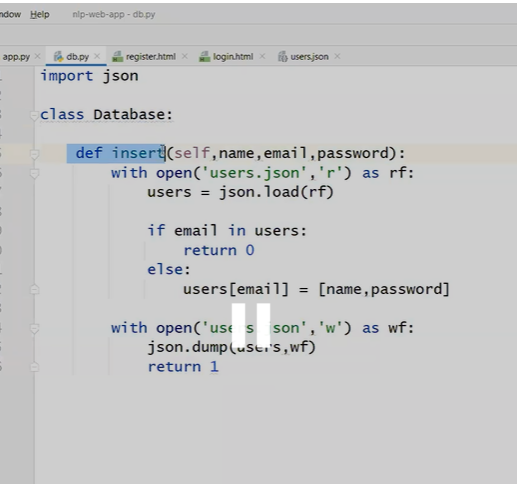 ndow Help nlp-web-app - db.py
app.py db.py register.html login.html users.json
import json
class Database:
def insert(self,name,email,password):
with open('users.json','r') as rf:
users = json.load(rf)
if email in users:
return 0
else:
users[email] = [name,password]
with open('users.json','w') as wf:
json.dump(users,wf)
return 1